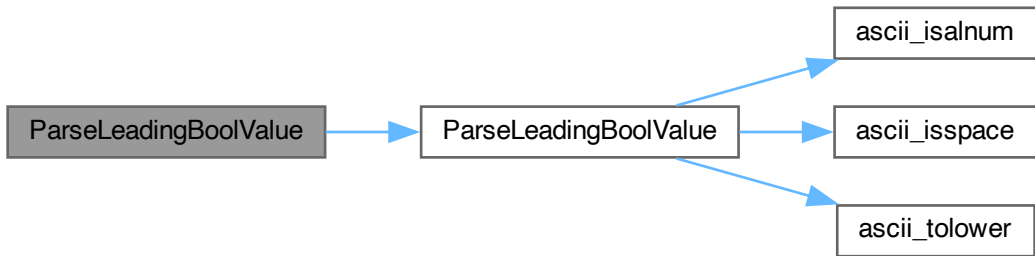 ParseLeadingBoolValue
ParseLeadingBoolValue
ascii_isalnum
ascii_isspace
ascii_tolower